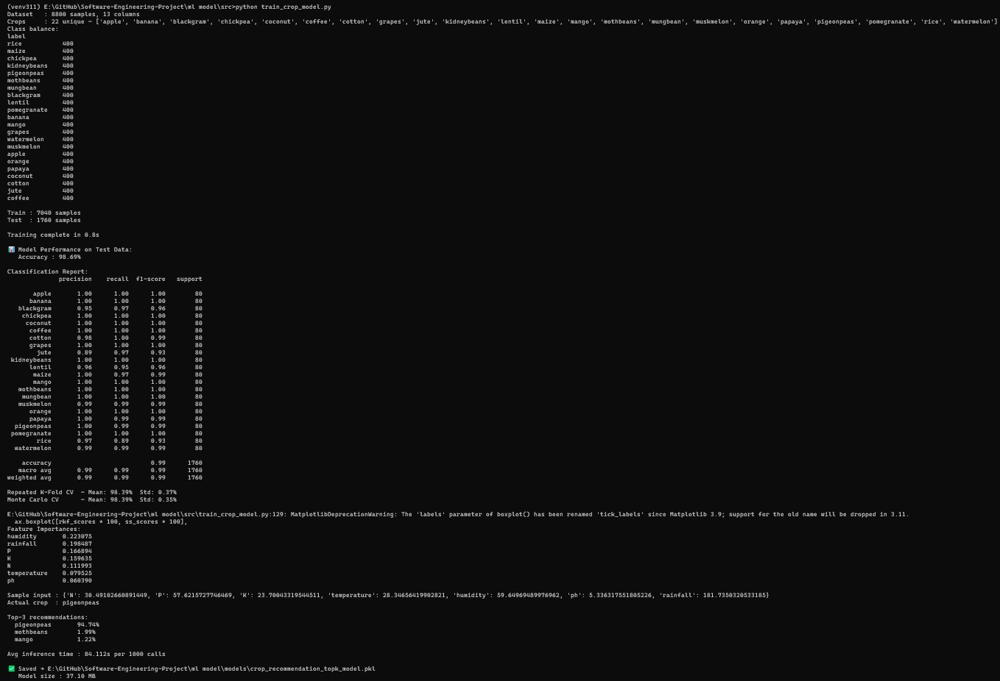 (venv311) E:\GitHub\Software-Engineering-Project\ml model\src>python train_crop_model.py
Dataset   : 8800 samples, 13 columns
Crops     : 22 unique — ['apple', 'banana', 'blackgram', 'chickpea', 'coconut', 'coffee', 'cotton', 'grapes', 'jute', 'kidneybeans', 'lentil', 'maize', 'mango', 'mothbeans', 'mungbean', 'muskmelon', 'orange', 'papaya', 'pigeonpeas', 'pomegranate', 'rice', 'watermelon']
Class balance:
label
rice           400
maize          400
chickpea       400
kidneybeans    400
pigeonpeas     400
mothbeans      400
mungbean       400
blackgram      400
lentil         400
pomegranate    400
banana         400
mango          400
grapes         400
watermelon     400
muskmelon      400
apple          400
orange         400
papaya         400
coconut        400
cotton         400
jute           400
coffee         400

Train : 7040 samples
Test  : 1760 samples

Training complete in 0.8s

📊 Model Performance on Test Data:
   Accuracy : 98.69%

Classification Report:
              precision    recall  f1-score   support

       apple       1.00      1.00      1.00        80
      banana       1.00      1.00      1.00        80
   blackgram       0.95      0.97      0.96        80
    chickpea       1.00      1.00      1.00        80
     coconut       1.00      1.00      1.00        80
      coffee       1.00      1.00      1.00        80
      cotton       0.98      1.00      0.99        80
      grapes       1.00      1.00      1.00        80
        jute       0.89      0.97      0.93        80
 kidneybeans       1.00      1.00      1.00        80
      lentil       0.96      0.95      0.96        80
       maize       1.00      0.97      0.99        80
       mango       1.00      1.00      1.00        80
   mothbeans       1.00      1.00      1.00        80
    mungbean       1.00      1.00      1.00        80
   muskmelon       0.99      0.99      0.99        80
      orange       1.00      1.00      1.00        80
      papaya       1.00      0.99      0.99        80
  pigeonpeas       1.00      0.99      0.99        80
 pomegranate       1.00      1.00      1.00        80
        rice       0.97      0.89      0.93        80
  watermelon       0.99      0.99      0.99        80

    accuracy                           0.99      1760
   macro avg       0.99      0.99      0.99      1760
weighted avg       0.99      0.99      0.99      1760

Repeated K-Fold CV  — Mean: 98.39%  Std: 0.37%
Monte Carlo CV      — Mean: 98.39%  Std: 0.35%

E:\GitHub\Software-Engineering-Project\ml model\src\train_crop_model.py:129: MatplotlibDeprecationWarning: The 'labels' parameter of boxplot() has been renamed 'tick_labels' since Matplotlib 3.9; support for the old name will be dropped in 3.11.
  ax.boxplot([rkf_scores * 100, ss_scores * 100],
Feature Importances:
humidity       0.223075
rainfall       0.198487
P              0.166894
K              0.159635
N              0.111993
temperature    0.079525
ph             0.060390

Sample input : {'N': 30.49102660891449, 'P': 57.6215727746469, 'K': 23.70043319544511, 'temperature': 28.34656419902821, 'humidity': 59.64969489976962, 'ph': 5.336317551805226, 'rainfall': 181.7350320533185}
Actual crop  : pigeonpeas

Top-3 recommendations:
  pigeonpeas       94.74%
  mothbeans        1.99%
  mango            1.22%

Avg inference time : 84.112s per 1000 calls

✅ Saved → E:\GitHub\Software-Engineering-Project\ml model\models\crop_recommendation_topk_model.pkl
   Model size : 37.10 MB